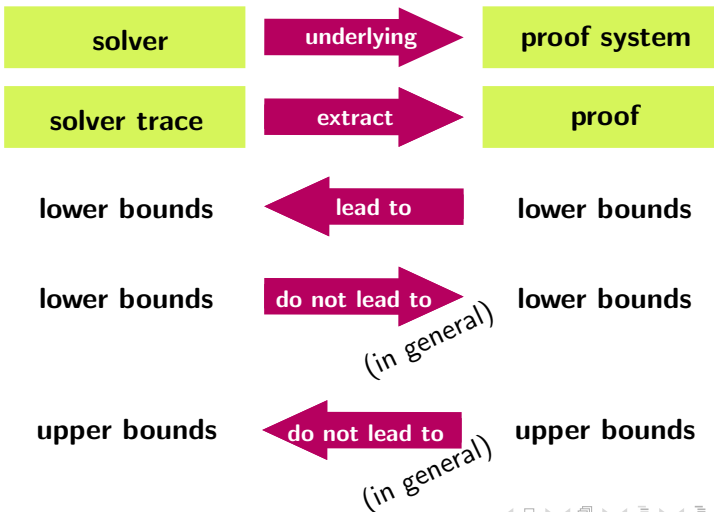 solver underlying proof system
solver trace extract proof
lower bounds lead to lower bounds
lower bounds do not lead to lower bounds
(in general)
upper bounds do not lead to upper bounds
(in general)